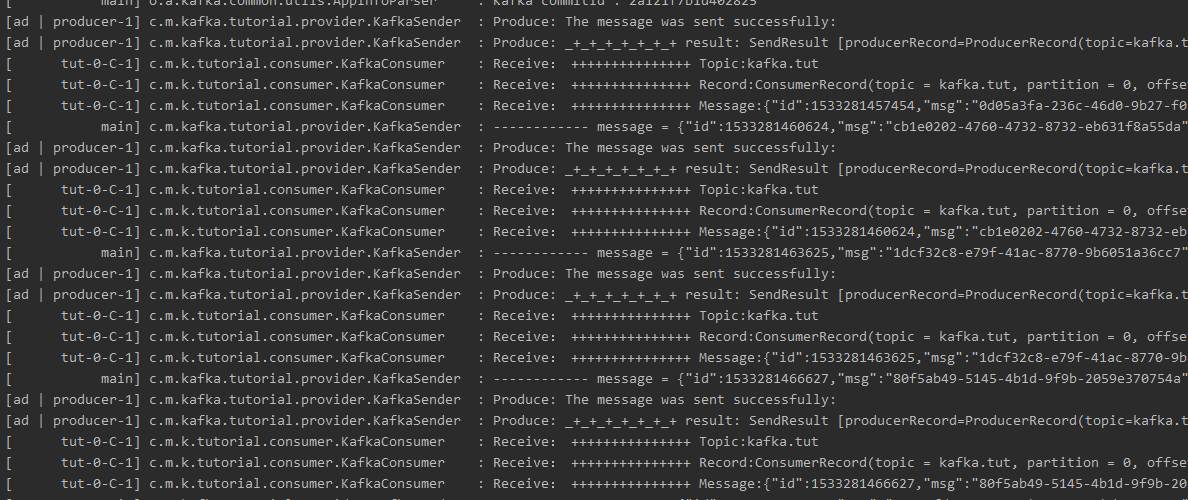 main] o.a.kafka.common.utils.AppInfoParser : Kafka commitId : 2a121f7b1d402825
[ad | producer-1] c.m.kafka.tutorial.provider.KafkaSender : Produce: The message was sent successfully:
[ad | producer-1] c.m.kafka.tutorial.provider.KafkaSender : Produce: _+_+_+_+_+_+_+ result: SendResult [producerRecord=ProducerRecord(topic=kafka.t
[ tut-0-C-1] c.m.k.tutorial.consumer.KafkaConsumer : Receive: +++++++++++++++ Topic:kafka.tut
[ tut-0-C-1] c.m.k.tutorial.consumer.KafkaConsumer : Receive: +++++++++++++++ Record:ConsumerRecord(topic = kafka.tut, partition = 0, offse
[ tut-0-C-1] c.m.k.tutorial.consumer.KafkaConsumer : Receive: +++++++++++++++ Message:{"id":1533281457454,"msg":"0d05a3fa-236c-46d0-9b27-f0
[ main] c.m.kafka.tutorial.provider.KafkaSender : ------------ message = {"id":1533281460624,"msg":"cb1e0202-4760-4732-8732-eb631f8a55da"
[ad | producer-1] c.m.kafka.tutorial.provider.KafkaSender : Produce: The message was sent successfully:
[ad | producer-1] c.m.kafka.tutorial.provider.KafkaSender : Produce: _+_+_+_+_+_+_+ result: SendResult [producerRecord=ProducerRecord(topic=kafka.t
[ tut-0-C-1] c.m.k.tutorial.consumer.KafkaConsumer : Receive: +++++++++++++++ Topic:kafka.tut
[ tut-0-C-1] c.m.k.tutorial.consumer.KafkaConsumer : Receive: +++++++++++++++ Record:ConsumerRecord(topic = kafka.tut, partition = 0, offse
[ tut-0-C-1] c.m.k.tutorial.consumer.KafkaConsumer : Receive: +++++++++++++++ Message:{"id":1533281460624,"msg":"cb1e0202-4760-4732-8732-eb
[ main] c.m.kafka.tutorial.provider.KafkaSender : ------------ message = {"id":1533281463625,"msg":"1dcf32c8-e79f-41ac-8770-9b6051a36cc7"
[ad | producer-1] c.m.kafka.tutorial.provider.KafkaSender : Produce: The message was sent successfully:
[ad | producer-1] c.m.kafka.tutorial.provider.KafkaSender : Produce: _+_+_+_+_+_+_+ result: SendResult [producerRecord=ProducerRecord(topic=kafka.t
[ tut-0-C-1] c.m.k.tutorial.consumer.KafkaConsumer : Receive: +++++++++++++++ Topic:kafka.tut
[ tut-0-C-1] c.m.k.tutorial.consumer.KafkaConsumer : Receive: +++++++++++++++ Record:ConsumerRecord(topic = kafka.tut, partition = 0, offse
[ tut-0-C-1] c.m.k.tutorial.consumer.KafkaConsumer : Receive: +++++++++++++++ Message:{"id":1533281463625,"msg":"1dcf32c8-e79f-41ac-8770-9b
[ main] c.m.kafka.tutorial.provider.KafkaSender : ------------ message = {"id":1533281466627,"msg":"80f5ab49-5145-4b1d-9f9b-2059e370754a"
[ad | producer-1] c.m.kafka.tutorial.provider.KafkaSender : Produce: The message was sent successfully:
[ad | producer-1] c.m.kafka.tutorial.provider.KafkaSender : Produce: _+_+_+_+_+_+_+ result: SendResult [producerRecord=ProducerRecord(topic=kafka.t
[ tut-0-C-1] c.m.k.tutorial.consumer.KafkaConsumer : Receive: +++++++++++++++ Topic:kafka.tut
[ tut-0-C-1] c.m.k.tutorial.consumer.KafkaConsumer : Receive: +++++++++++++++ Record:ConsumerRecord(topic = kafka.tut, partition = 0, offse
[ tut-0-C-1] c.m.k.tutorial.consumer.KafkaConsumer : Receive: +++++++++++++++ Message:{"id":1533281466627,"msg":"80f5ab49-5145-4b1d-9f9b-20